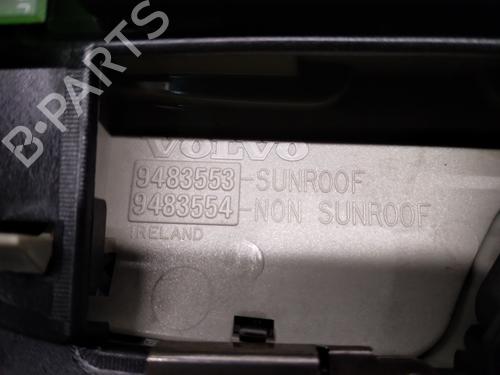 B-PARTS
VOLVO
9483553-SUNROOF
9483554-NON SUNROOF
IRELAND